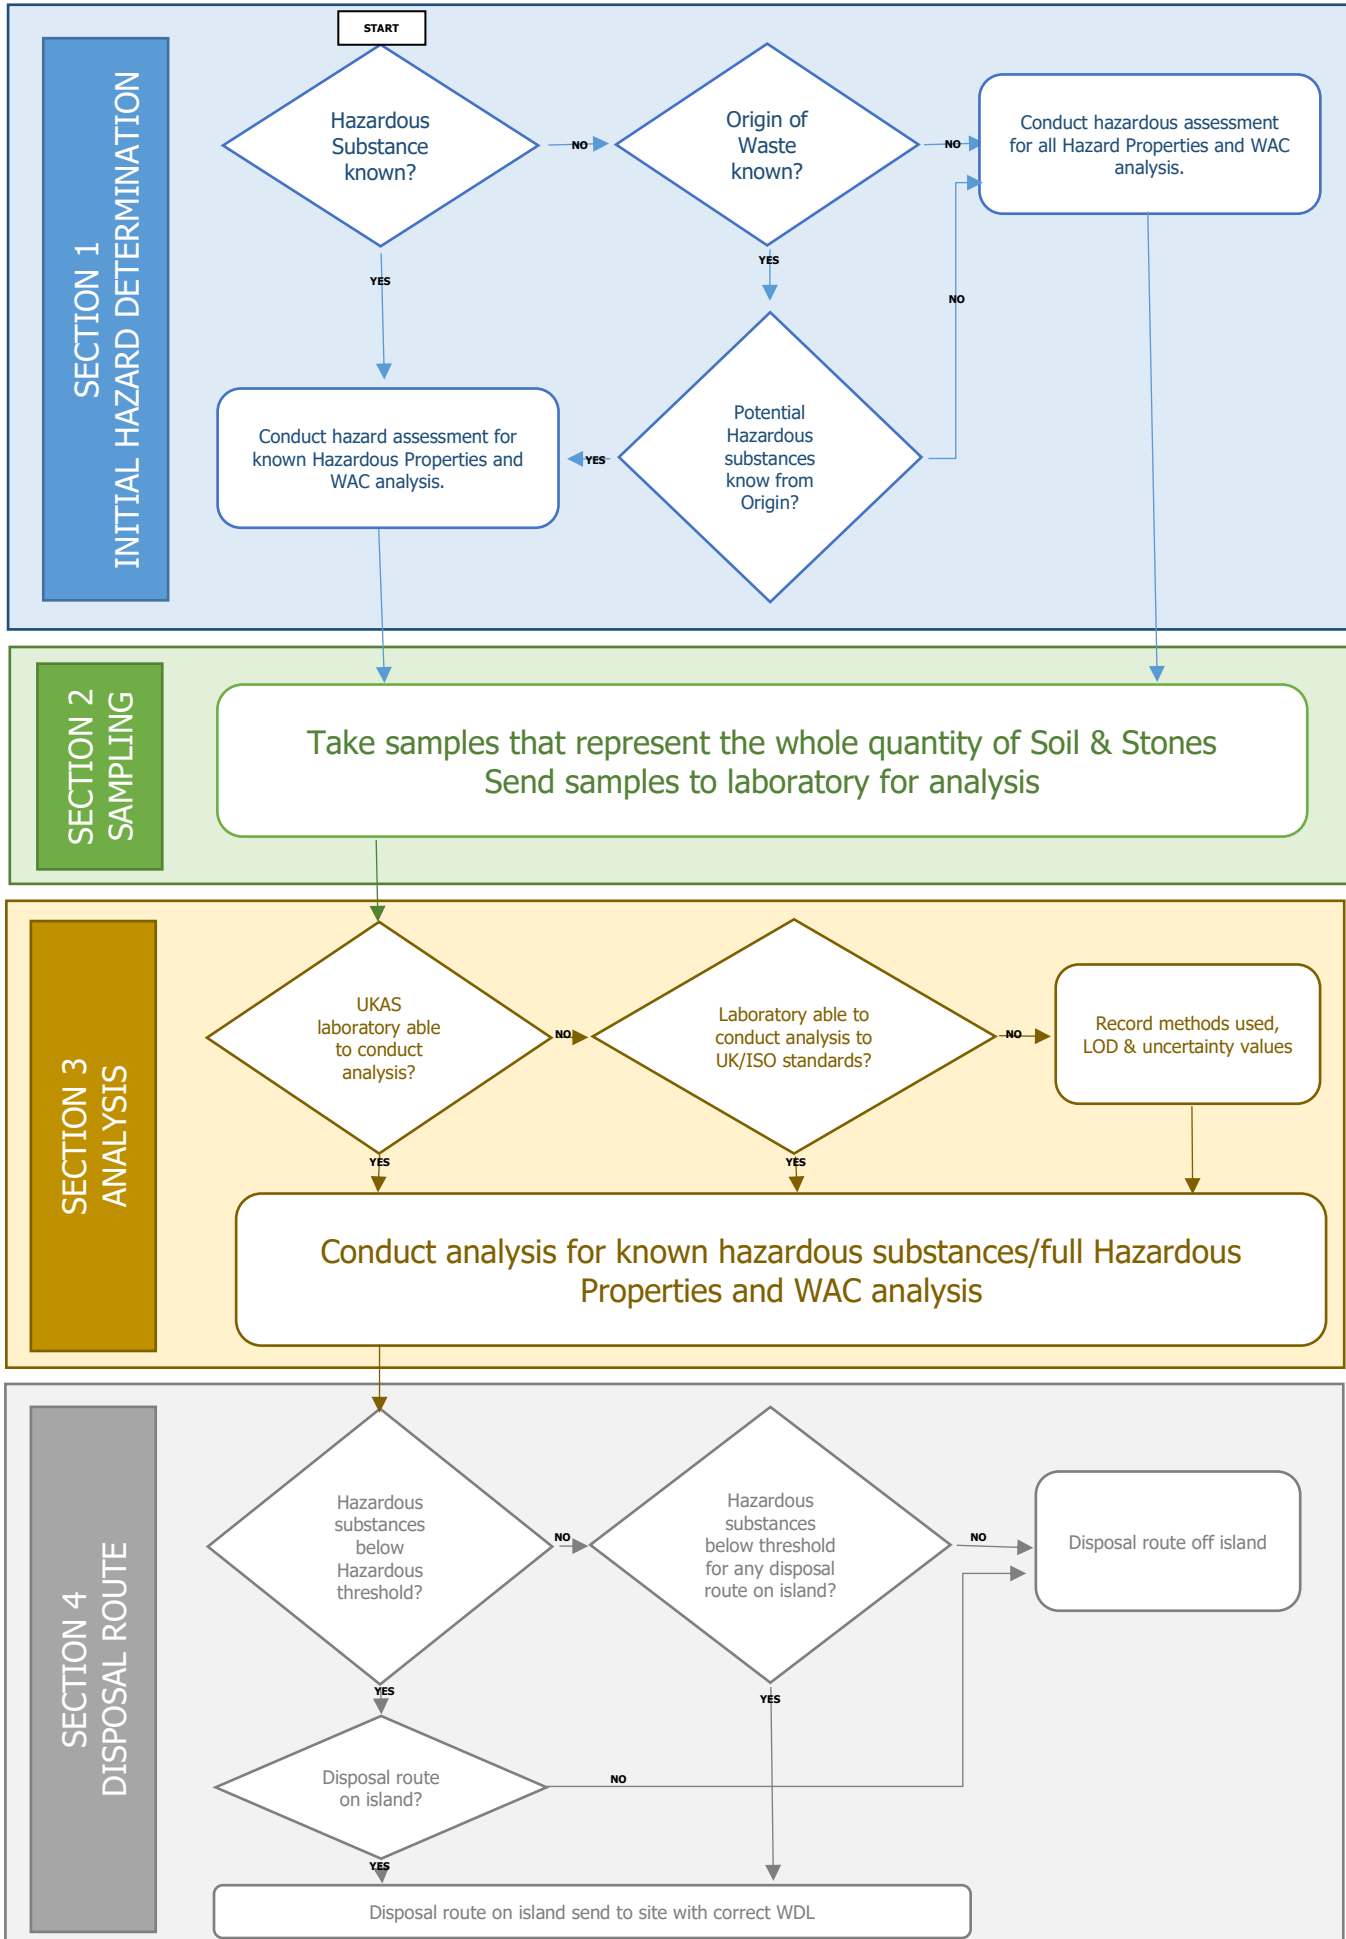 START
SECTION 1
INITIAL HAZARD DETERMINATION
Hazardous
Substance
known?
NO
Origin of
Waste
known?
NO
Conduct hazardous assessment
for all Hazard Properties and WAC
analysis.
YES
YES
NO
Potential
Hazardous
substances
know from
Origin?
YES
Conduct hazard assessment for
known Hazardous Properties and
WAC analysis.
SECTION 2
SAMPLING
Take samples that represent the whole quantity of Soil & Stones
Send samples to laboratory for analysis
SECTION 3
ANALYSIS
UKAS
laboratory able
to conduct
analysis?
NO
Laboratory able to
conduct analysis to
UK/ISO standards?
NO
Record methods used,
LOD & uncertainty values
YES
YES
Conduct analysis for known hazardous substances/full Hazardous
Properties and WAC analysis
SECTION 4
DISPOSAL ROUTE
Hazardous
substances
below
Hazardous
threshold?
NO
Hazardous
substances
below threshold
for any disposal
route on island?
NO
Disposal route off island
YES
YES
Disposal route
on island?
NO
YES
Disposal route on island send to site with correct WDL